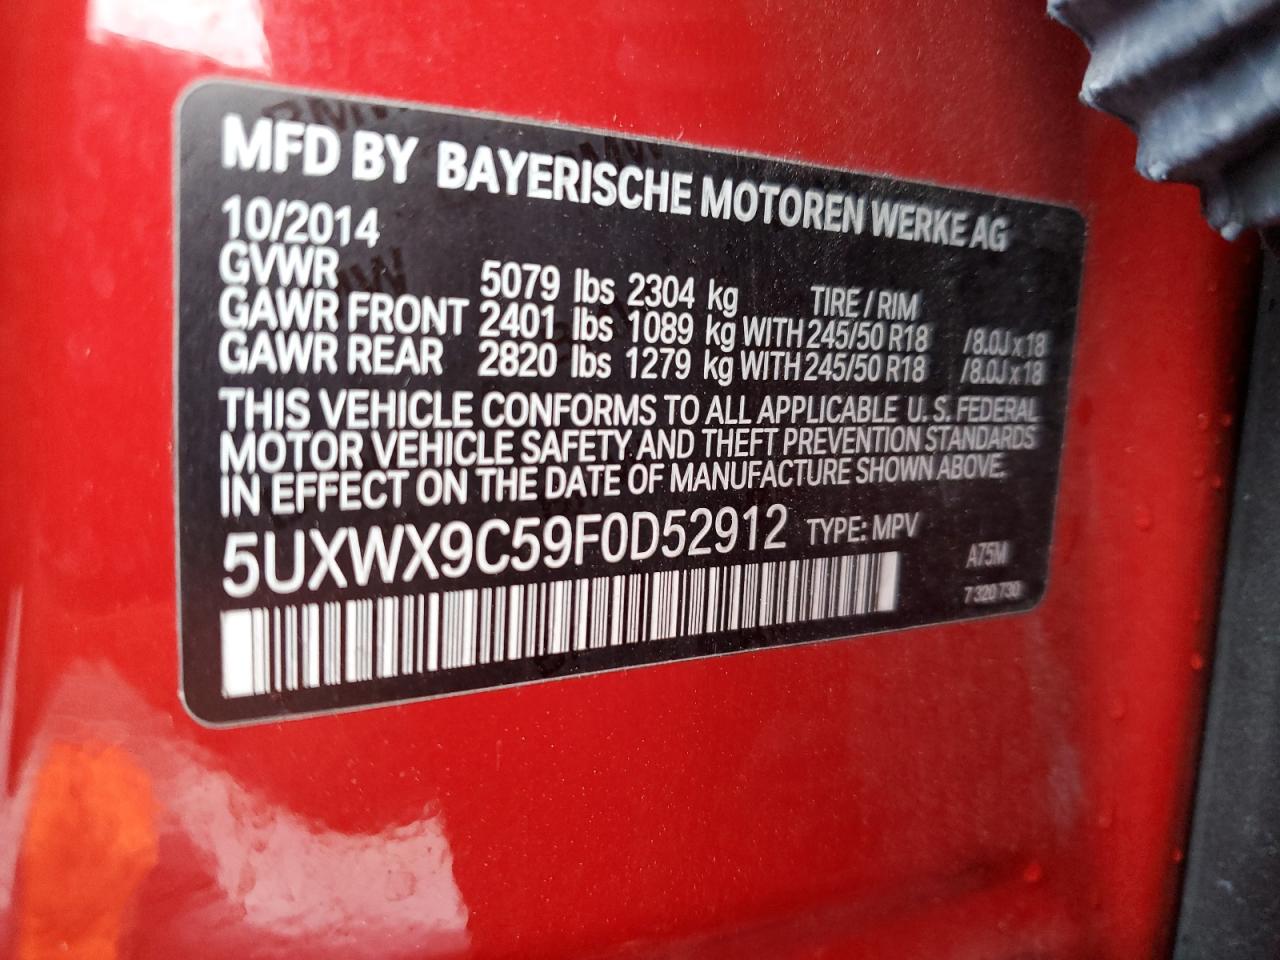 MFD BY BAYERISCHE MOTOREN WERKE AG
10/2014
GVWR 5079 lbs 2304 kg TIRE / RIM
GAWR FRONT 2401 lbs 1089 kg WITH 245/50 R18 /8.0J x 18
GAWR REAR 2820 lbs 1279 kg WITH 245/50 R18 /8.0J x 18
THIS VEHICLE CONFORMS TO ALL APPLICABLE U.S. FEDERAL
MOTOR VEHICLE SAFETY AND THEFT PREVENTION STANDARDS
IN EFFECT ON THE DATE OF MANUFACTURE SHOWN ABOVE.
5UXWX9C59F0D52912 TYPE: MPV
A75M
7 320 730